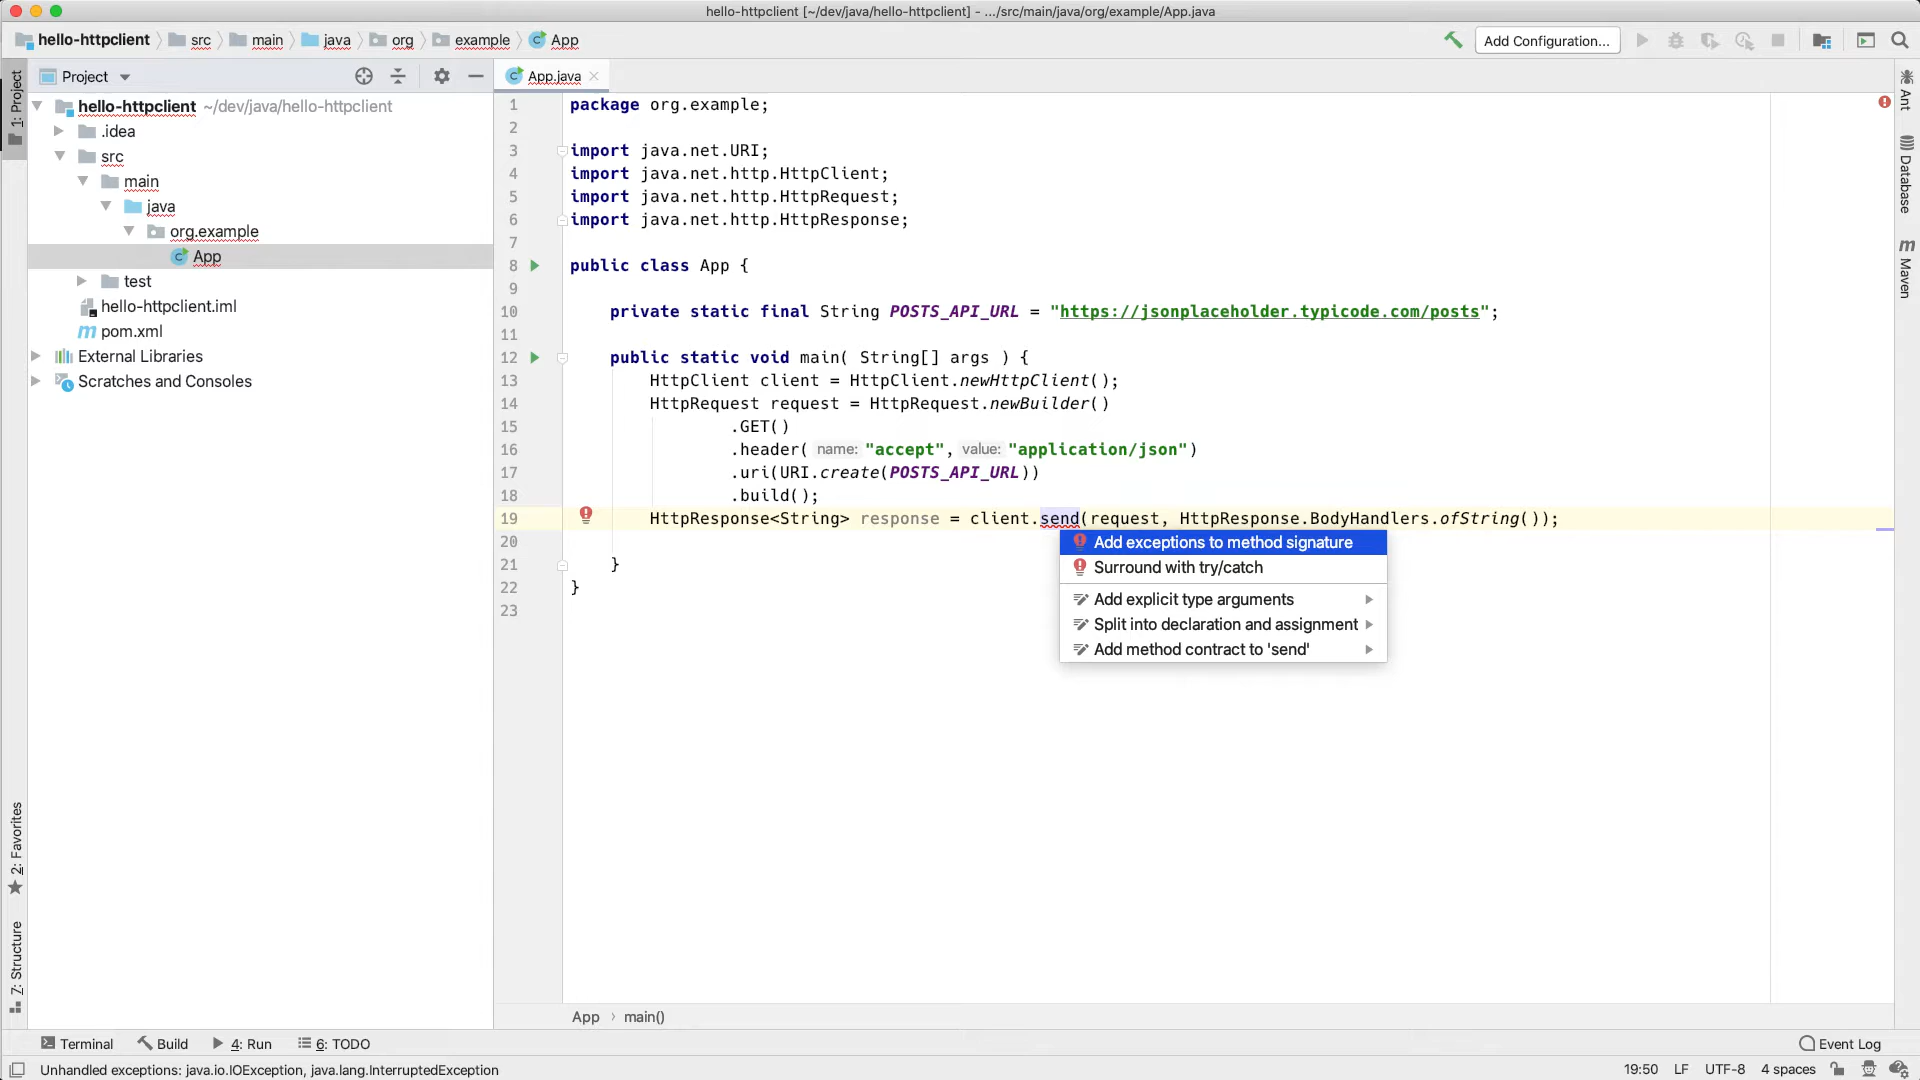 hello-httpclient [~/dev/java/hello-httpclient] - .../src/main/java/org/example/App.java
hello-httpclient src main java org example App
Add Configuration...
1: Project
Project
App.java
hello-httpclient ~/dev/java/hello-httpclient
.idea
src
main
java
org.example
App
test
hello-httpclient.iml
pom.xml
External Libraries
Scratches and Consoles
1 package org.example;
2
3 import java.net.URI;
4 import java.net.http.HttpClient;
5 import java.net.http.HttpRequest;
6 import java.net.http.HttpResponse;
7
8 public class App {
9
10 private static final String POSTS_API_URL = "https://jsonplaceholder.typicode.com/posts";
11
12 public static void main( String[] args ) {
13 HttpClient client = HttpClient.newHttpClient();
14 HttpRequest request = HttpRequest.newBuilder()
15 .GET()
16 .header( name: "accept", value: "application/json")
17 .uri(URI.create(POSTS_API_URL))
18 .build();
19 HttpResponse<String> response = client.send(request, HttpResponse.BodyHandlers.ofString());
20
21 }
22 }
23
Add exceptions to method signature
Surround with try/catch
Add explicit type arguments
Split into declaration and assignment
Add method contract to 'send'
Ant
Database
m
Maven
2: Favorites
7: Structure
App main()
Terminal Build 4: Run 6: TODO
Event Log
Unhandled exceptions: java.io.IOException, java.lang.InterruptedException
19:50 LF UTF-8 4 spaces